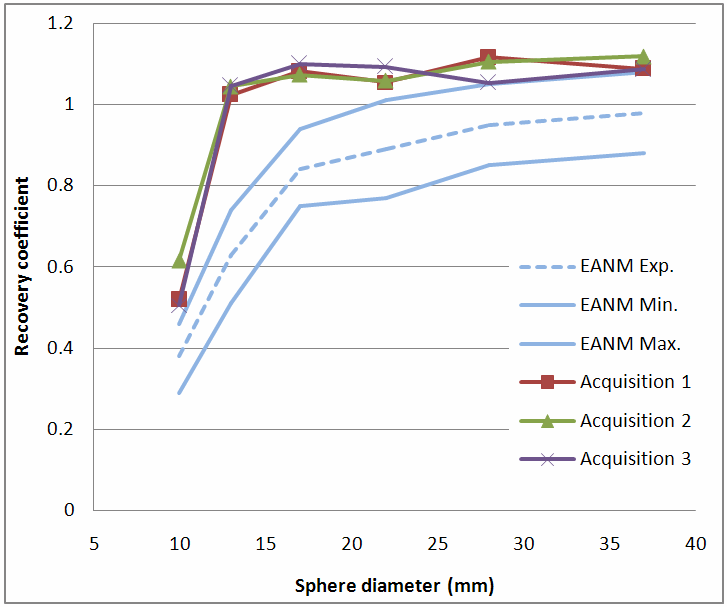 1.2
1
0.8
0.6
0.4
0.2
0
Recovery coefficient
EANM Exp.
EANM Min.
EANM Max.
Acquisition 1
Acquisition 2
Acquisition 3
5 10 15 20 25 30 35 40
Sphere diameter (mm)